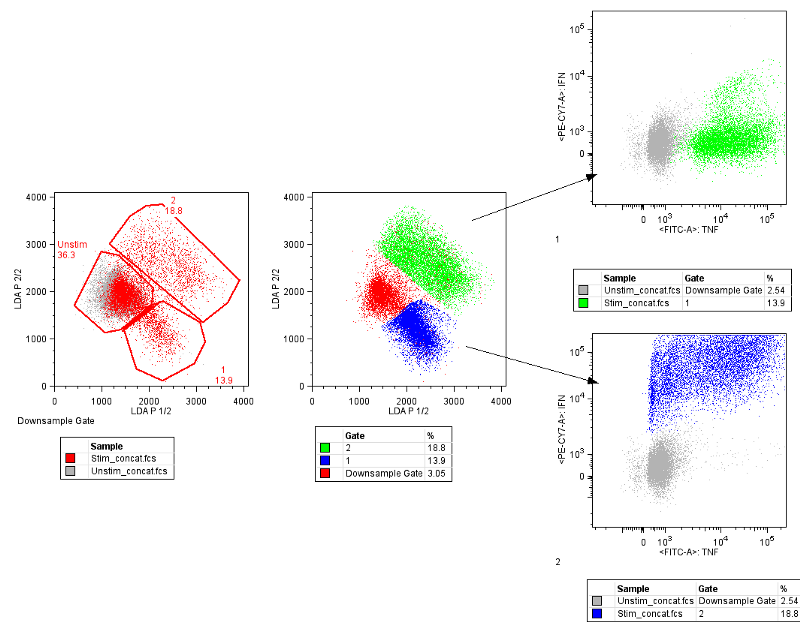 10⁵
10⁴
10³
0
<PE-CY7-A>: IFN
0 10³ 10⁴ 10⁵
<FITC-A>: TNF
1
Sample Gate %
Unstim_concat.fcs Downsample Gate 2.54
Stim_concat.fcs 1 13.9
4000
3000
2000
1000
0
LDA P 2/2
2
18.8
Unstim
36.3
1
13.9
0 1000 2000 3000 4000
LDA P 1/2
Downsample Gate
Sample
Stim_concat.fcs
Unstim_concat.fcs
4000
3000
2000
1000
0
LDA P 2/2
0 1000 2000 3000 4000
LDA P 1/2
Gate %
2 18.8
1 13.9
Downsample Gate 3.05
10⁵
10⁴
10³
0
<PE-CY7-A>: IFN
0 10³ 10⁴ 10⁵
<FITC-A>: TNF
2
Sample Gate %
Unstim_concat.fcs Downsample Gate 2.54
Stim_concat.fcs 2 18.8